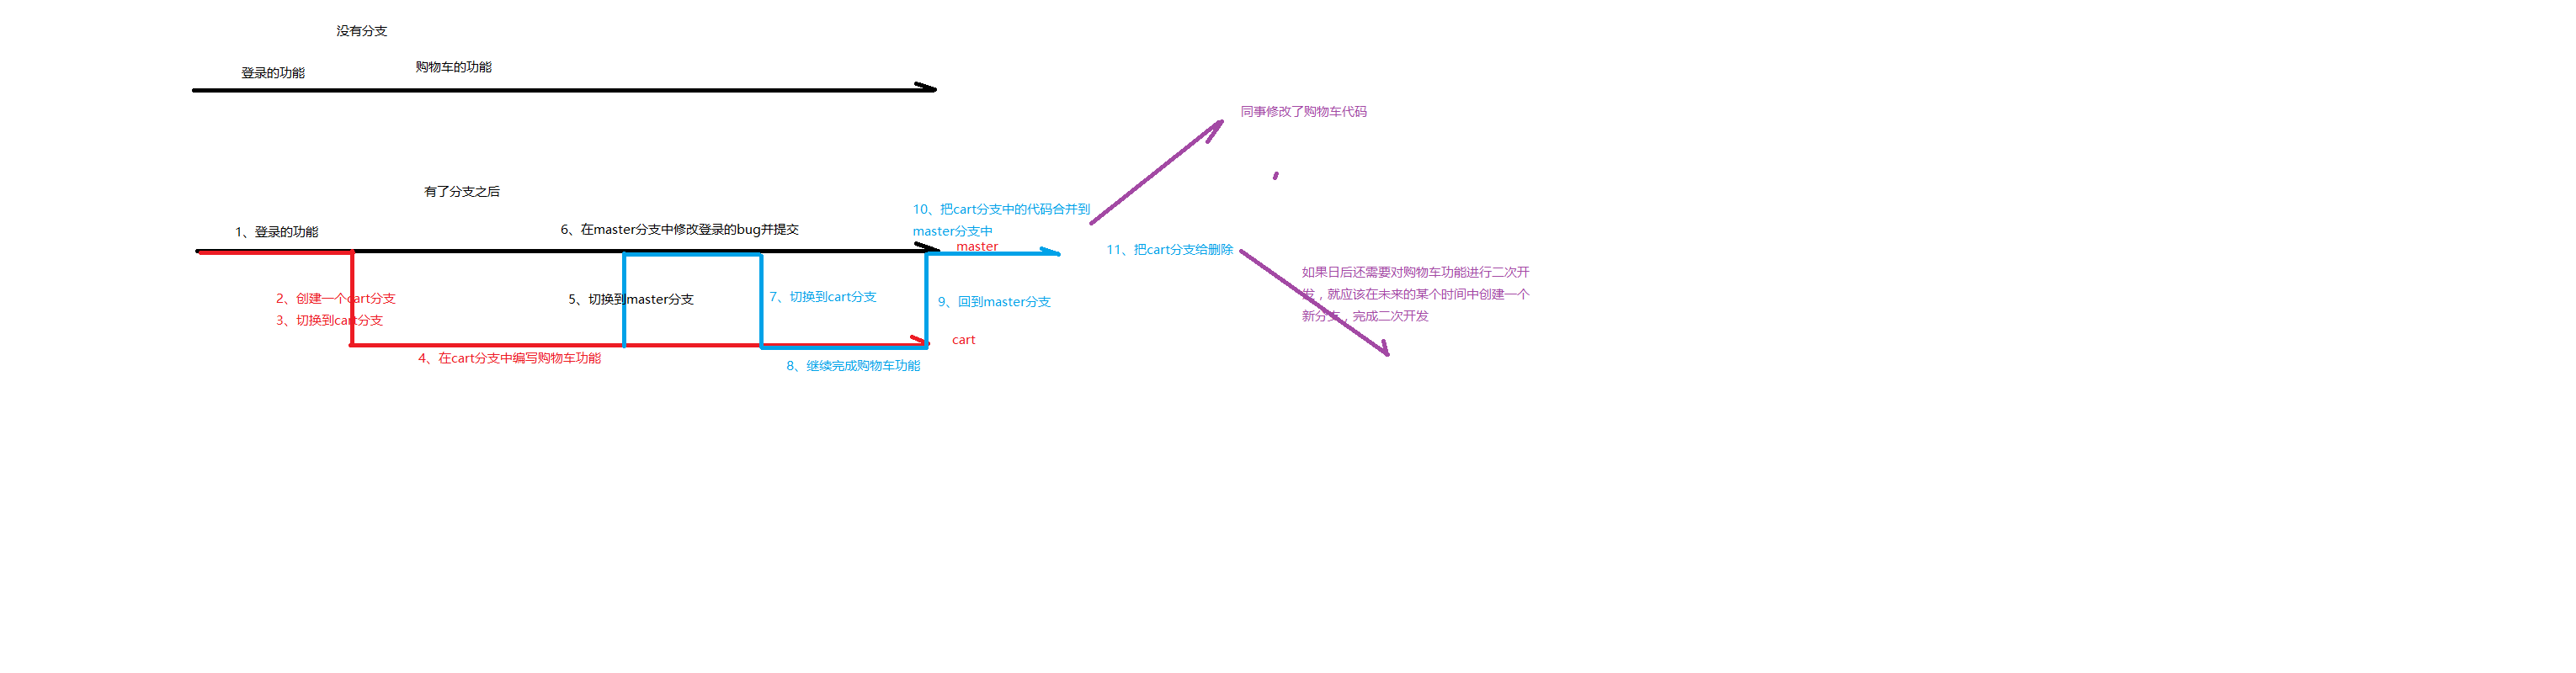 没有分支
登录的功能
购物车的功能
同事修改了购物车代码
有了分支之后
1、登录的功能
6、在master分支中修改登录的bug并提交
10、把cart分支中的代码合并到
master分支中
master
11、把cart分支给删除
2、创建一个cart分支
3、切换到cart分支
5、切换到master分支
7、切换到cart分支
9、回到master分支
如果日后还需要对购物车功能进行二次开
发，就应该在未来的某个时间中创建一个
新分支，完成二次开发
cart
4、在cart分支中编写购物车功能
8、继续完成购物车功能